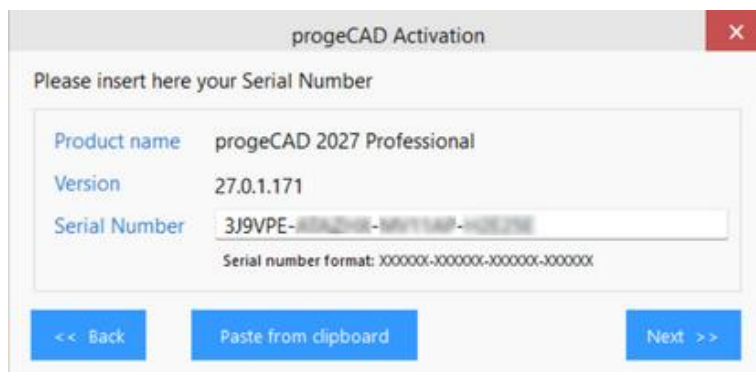 progeCAD Activation
Please insert here your Serial Number
Product name progeCAD 2027 Professional
Version 27.0.1.171
Serial Number 3J9VPE-
Serial number format: XXXXXX-XXXXXX-XXXXXX-XXXXXX
<< Back Paste from clipboard Next >>